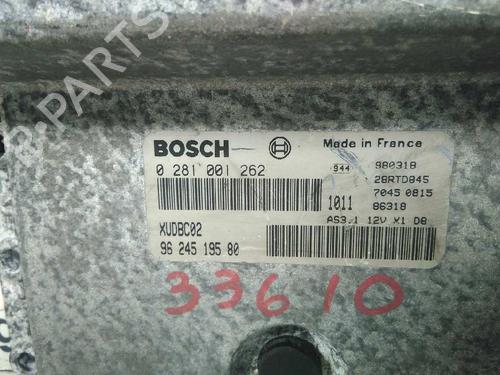 B-PARTS
BOSCH Made in France
0 281 001 262 944 980318
28RTD845
7045 0815
1011 86318
XUDBC02 AS3.1 12V X1 D8
96 245 195 80
33610